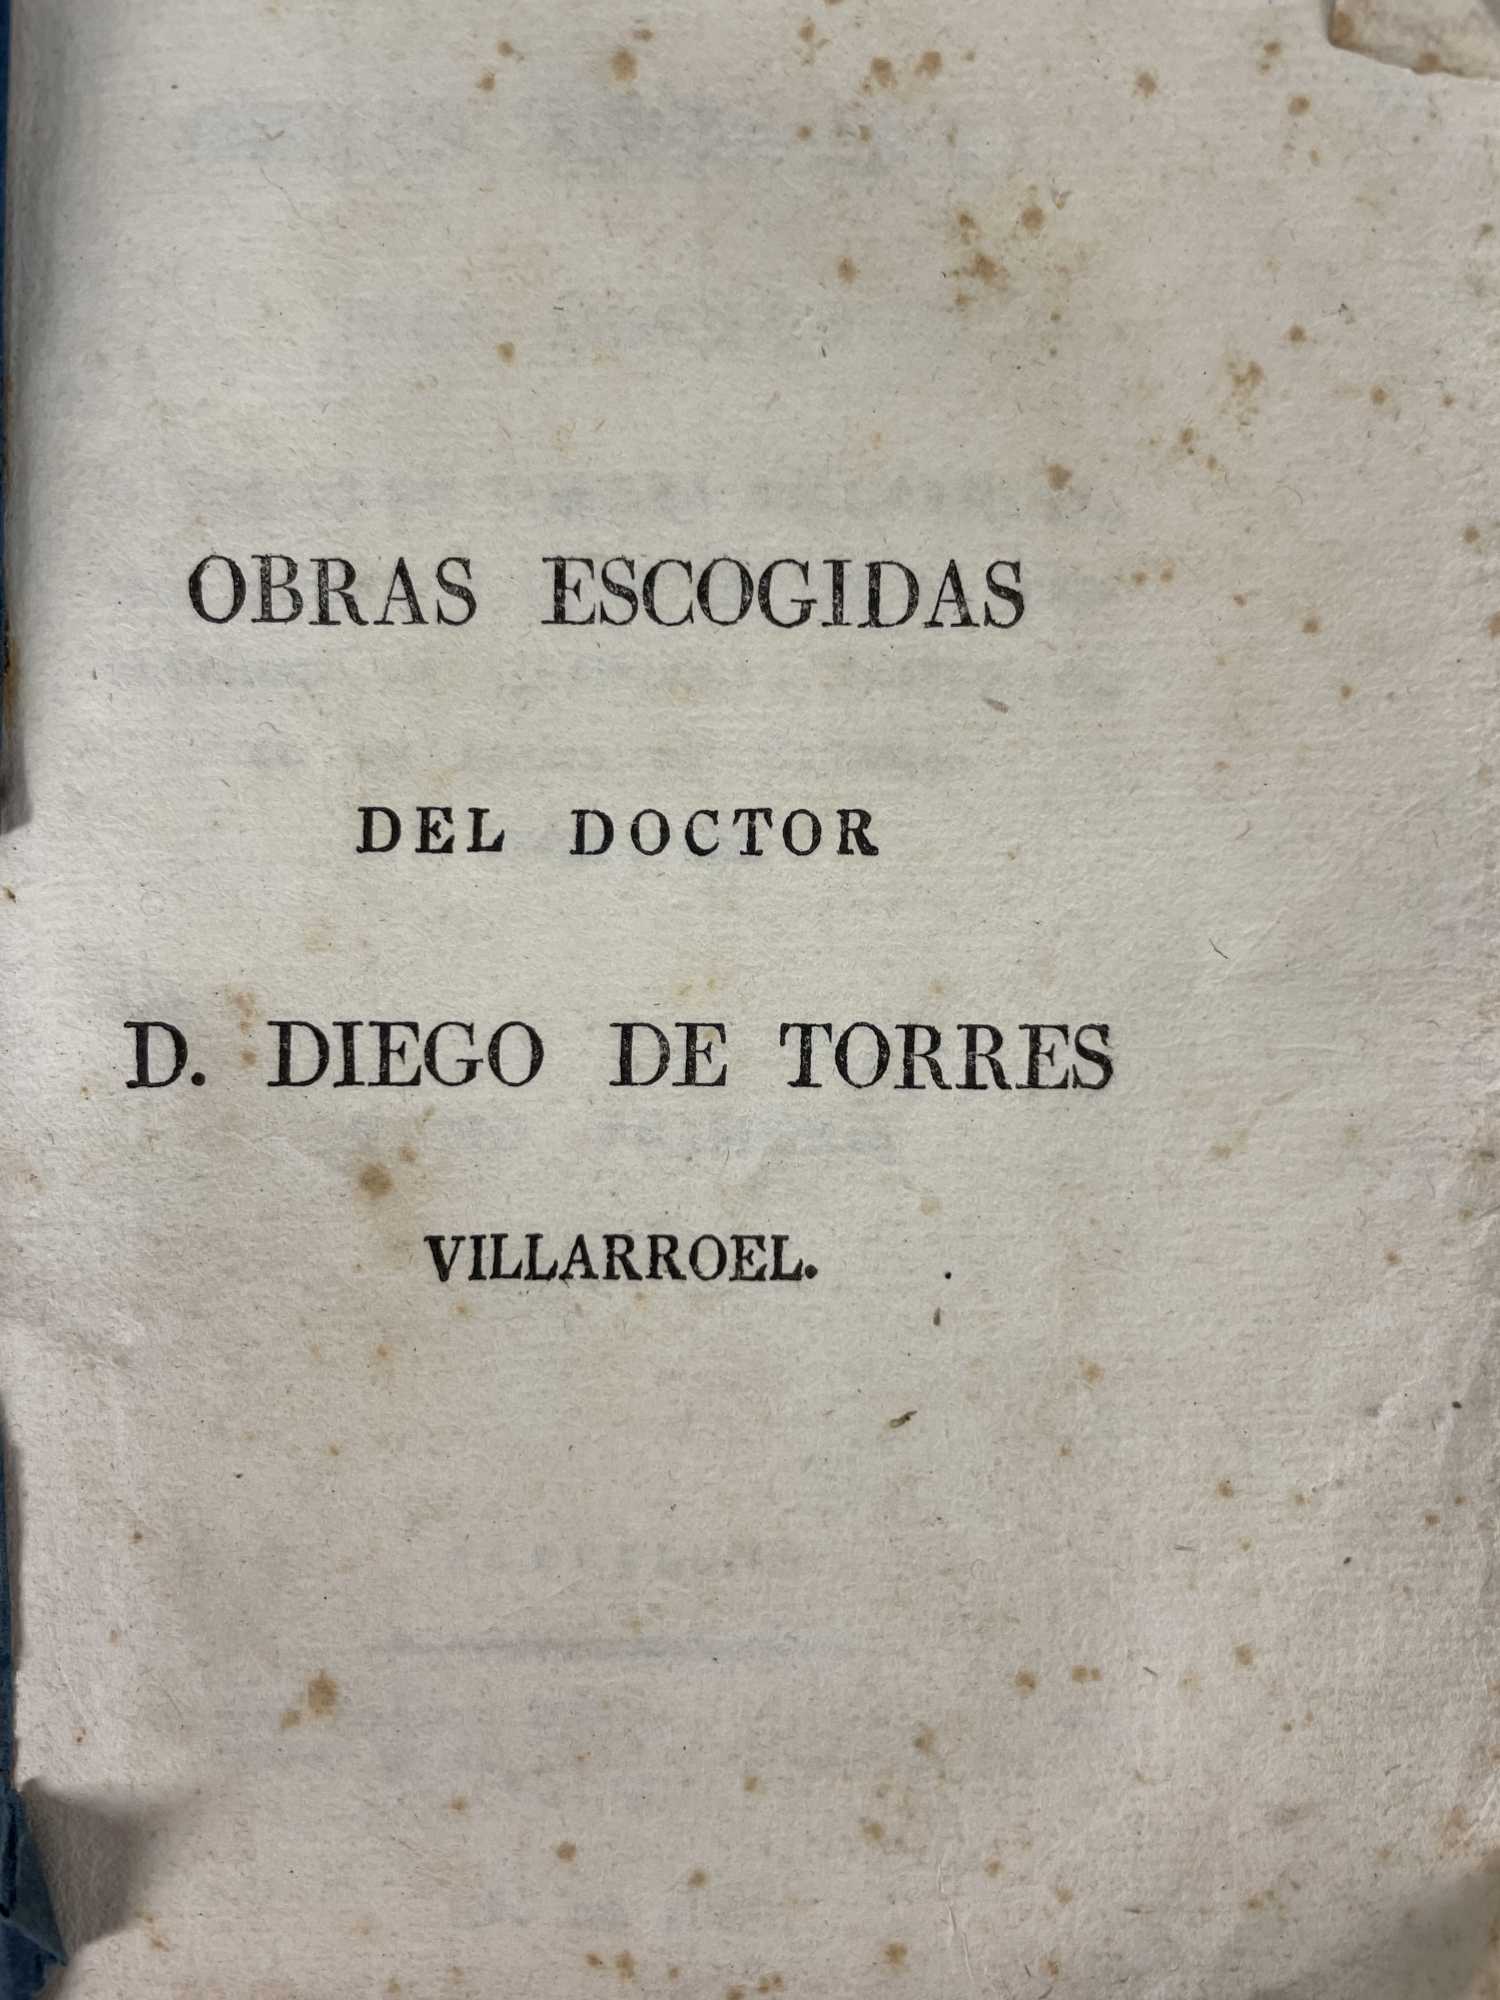 OBRAS ESCOGIDAS
DEL DOCTOR
D. DIEGO DE TORRES
VILLARROEL.